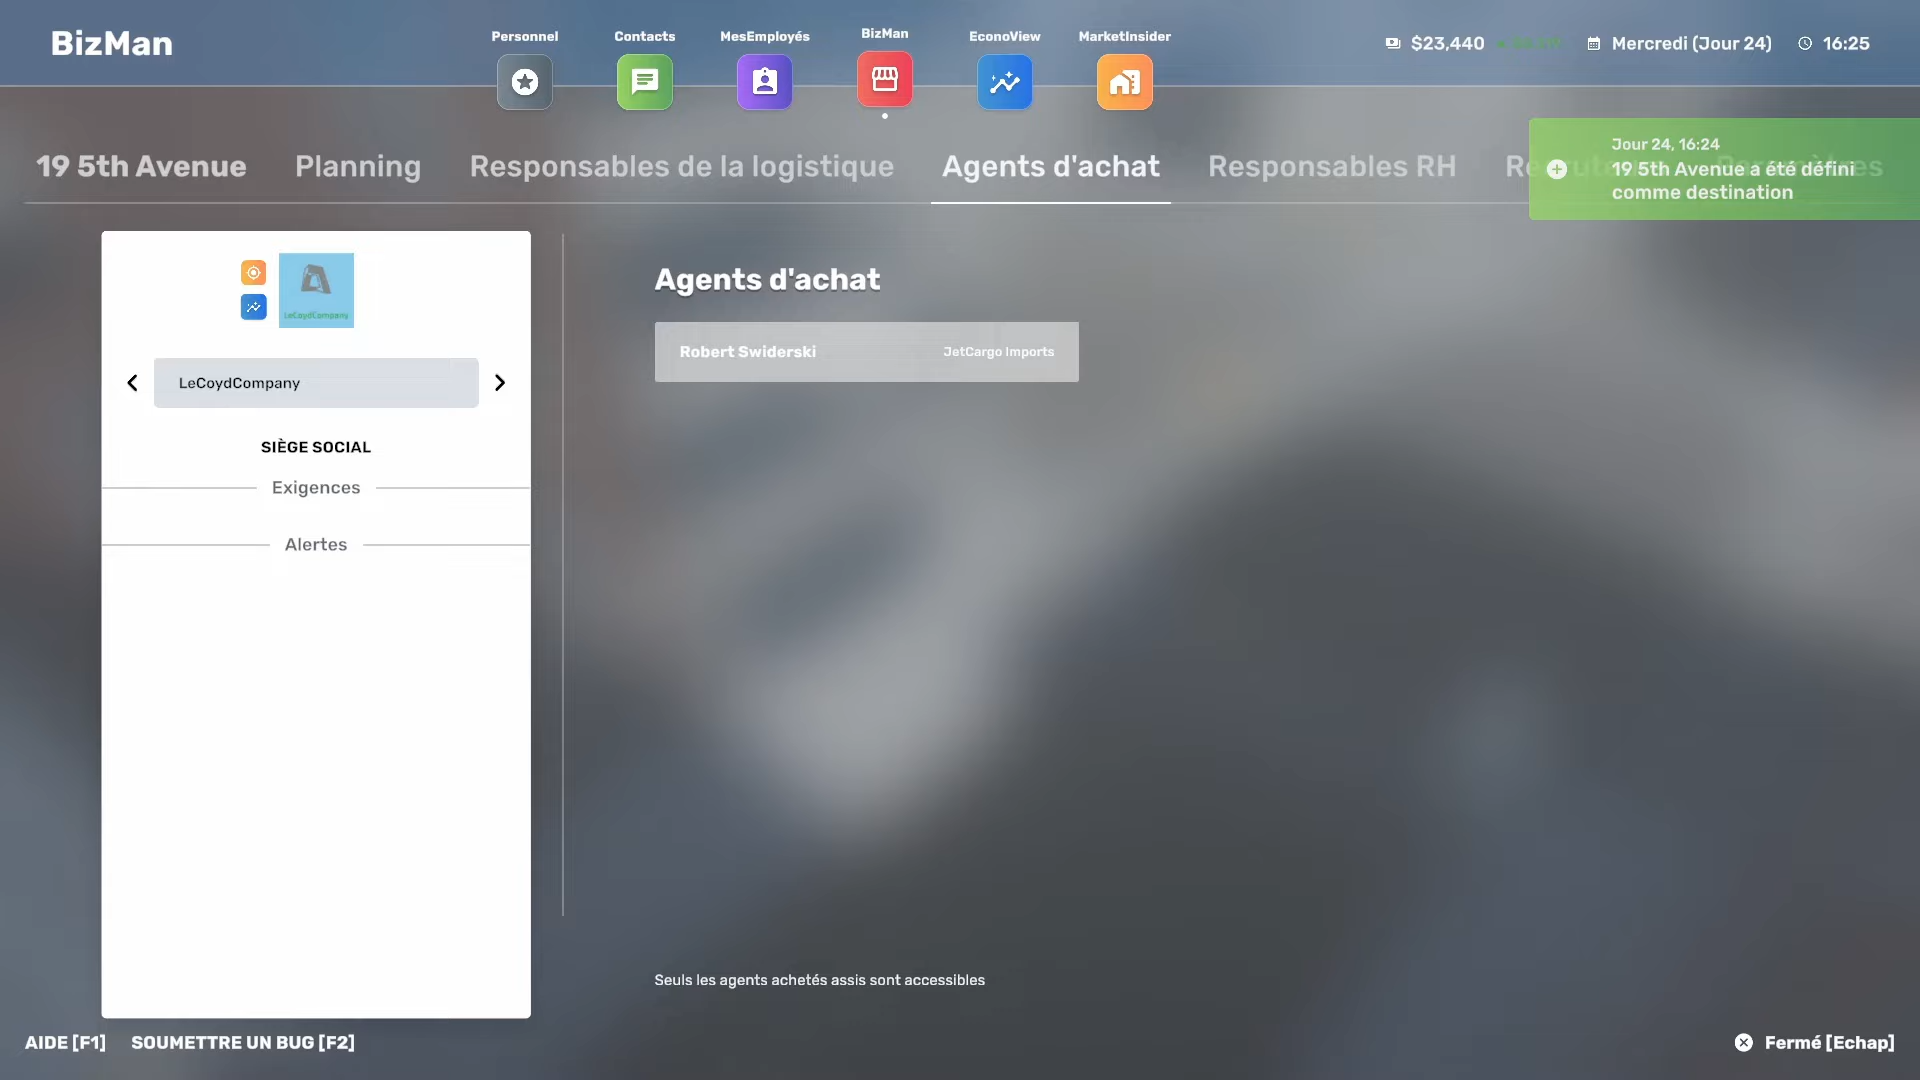 BizMan
Personnel
Contacts
MesEmployés
BizMan
EconoView
MarketInsider
$23,440
Mercredi (Jour 24)
16:25
19 5th Avenue
Planning
Responsables de la logistique
Agents d'achat
Responsables RH
Jour 24, 16:24
19 5th Avenue a été défini
comme destination
LeCoydCompany
LeCoydCompany
SIÈGE SOCIAL
Exigences
Alertes
Agents d'achat
Robert Swiderski
JetCargo Imports
Seuls les agents achetés assis sont accessibles
AIDE [F1]
SOUMETTRE UN BUG [F2]
Fermé [Echap]